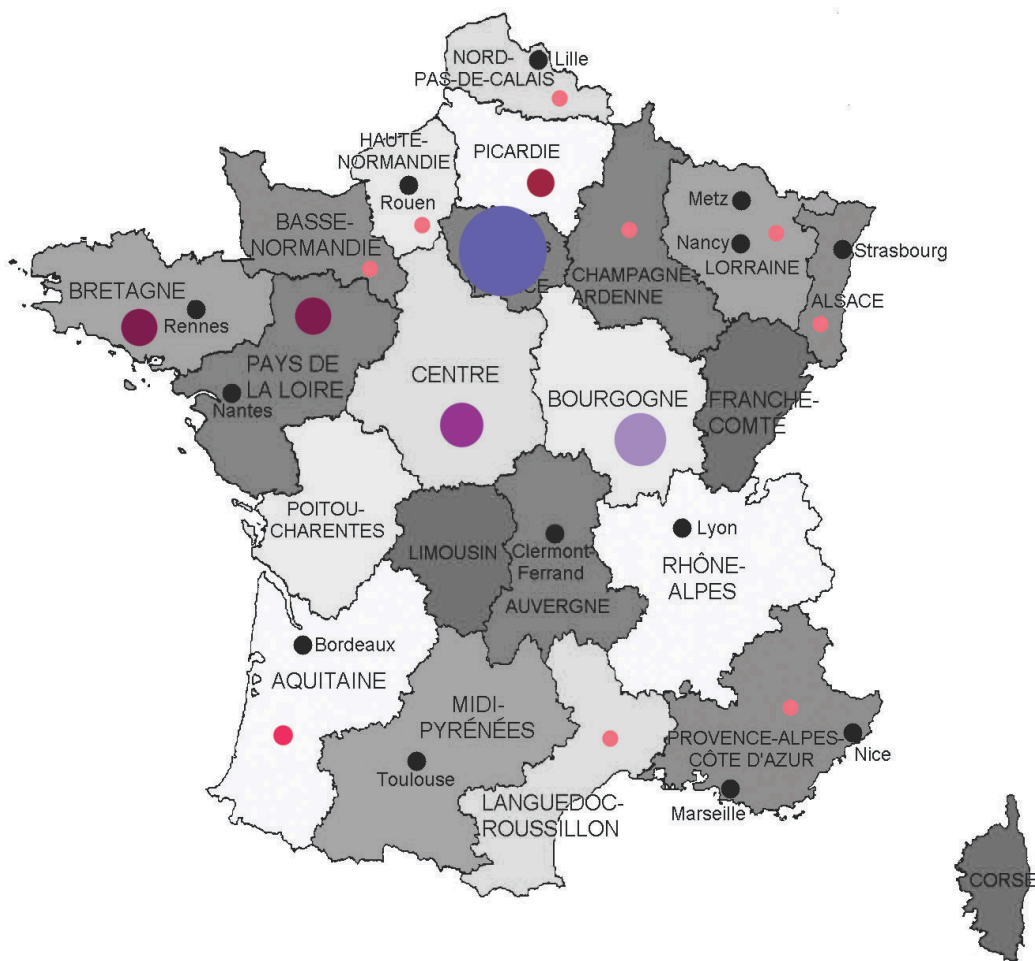 NORD-
PAS-DE-CALAIS
Lille
HAUTE-
NORMANDIE
Rouen
PICARDIE
Metz
Nancy
LORRAINE
Strasbourg
ALSACE
BASSE-
NORMANDIE
CHAMPAGNE-
ARDENNE
BRETAGNE
Rennes
PAYS DE
LA LOIRE
Nantes
CENTRE
BOURGOGNE
FRANCHE-
COMTÉ
POITOU-
CHARENTES
LIMOUSIN
Clermont-
Ferrand
AUVERGNE
Lyon
RHÔNE-
ALPES
Bordeaux
AQUITAINE
MIDI-
PYRÉNÉES
Toulouse
LANGUEDOC-
ROUSSILLON
PROVENCE-ALPES-
CÔTE D'AZUR
Nice
Marseille
CORSE